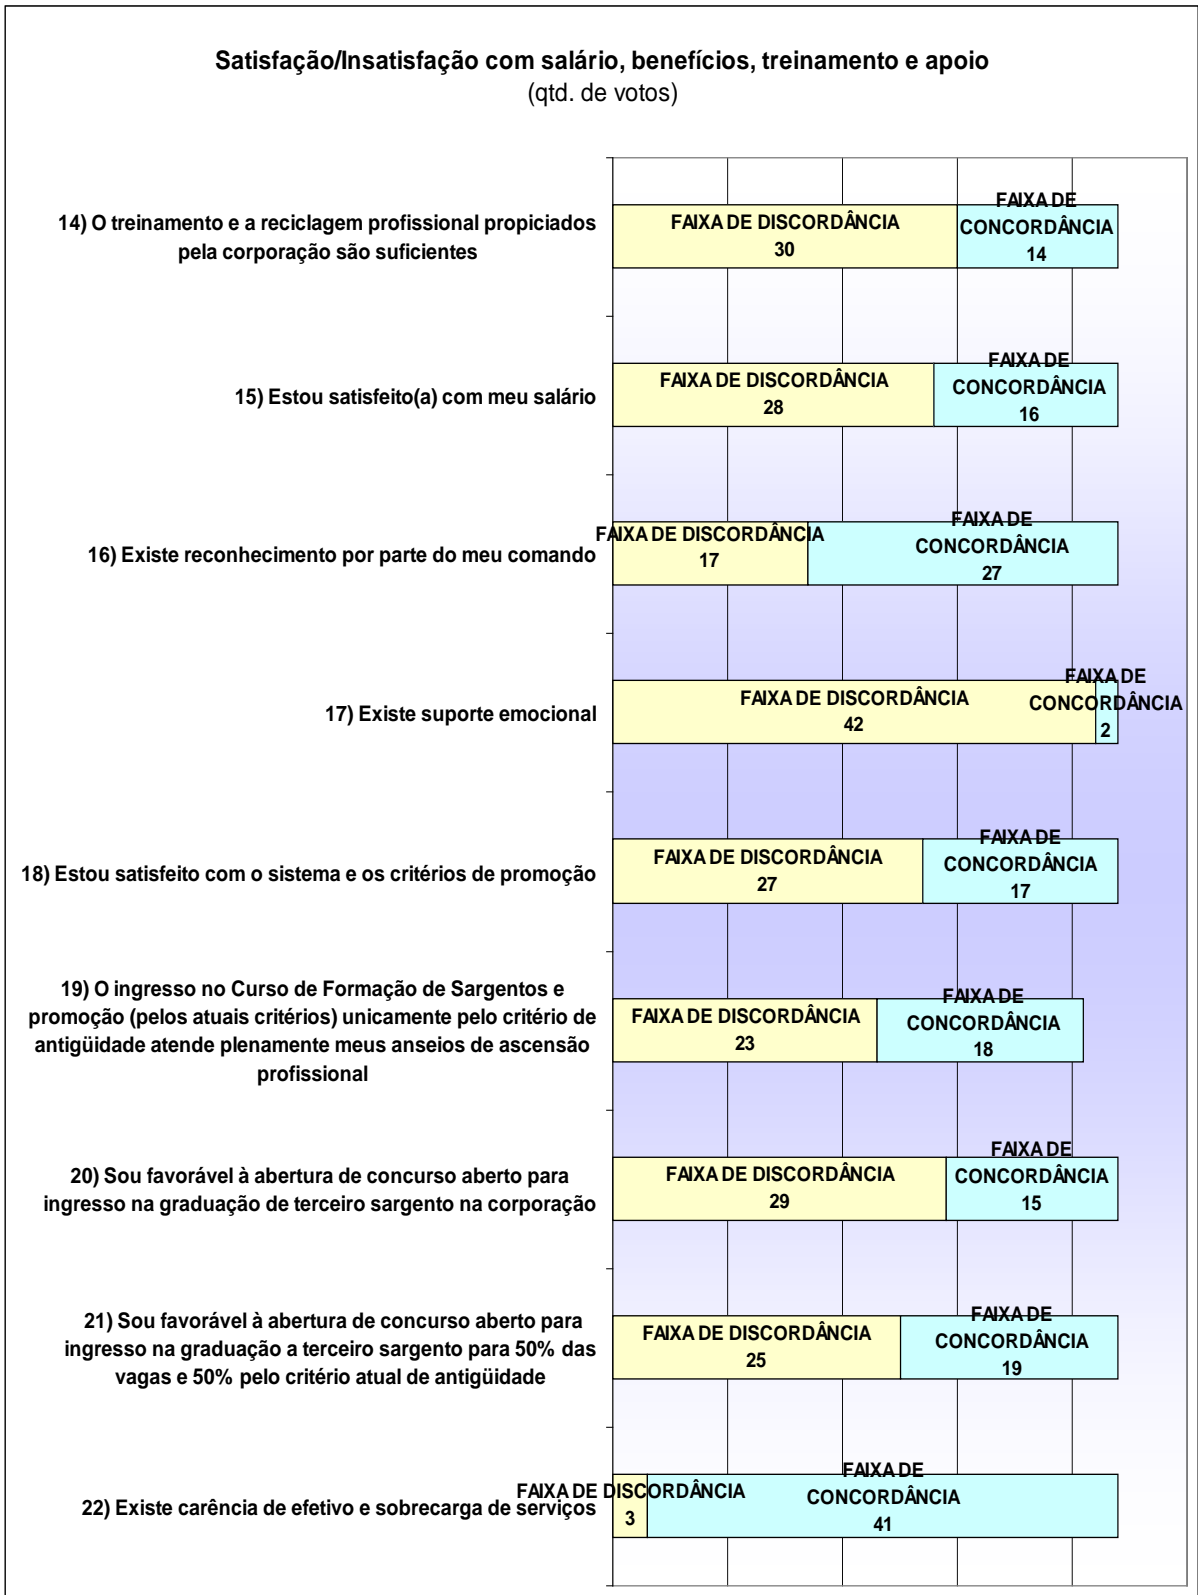 Satisfação/Insatisfação com salário, benefícios, treinamento e apoio
(qtd. de votos)
14) O treinamento e a reciclagem profissional propiciados
pela corporação são suficientes
FAIXA DE DISCORDÂNCIA
30
FAIXA DE
CONCORDÂNCIA
14
15) Estou satisfeito(a) com meu salário
FAIXA DE DISCORDÂNCIA
28
FAIXA DE
CONCORDÂNCIA
16
16) Existe reconhecimento por parte do meu comando
FAIXA DE DISCORDÂNCIA
17
FAIXA DE
CONCORDÂNCIA
27
17) Existe suporte emocional
FAIXA DE DISCORDÂNCIA
42
FAIXA DE
CONCORDÂNCIA
2
18) Estou satisfeito com o sistema e os critérios de promoção
FAIXA DE DISCORDÂNCIA
27
FAIXA DE
CONCORDÂNCIA
17
19) O ingresso no Curso de Formação de Sargentos e
promoção (pelos atuais critérios) unicamente pelo critério de
antigüidade atende plenamente meus anseios de ascensão
profissional
FAIXA DE DISCORDÂNCIA
23
FAIXA DE
CONCORDÂNCIA
18
20) Sou favorável à abertura de concurso aberto para
ingresso na graduação de terceiro sargento na corporação
FAIXA DE DISCORDÂNCIA
29
FAIXA DE
CONCORDÂNCIA
15
21) Sou favorável à abertura de concurso aberto para
ingresso na graduação a terceiro sargento para 50% das
vagas e 50% pelo critério atual de antigüidade
FAIXA DE DISCORDÂNCIA
25
FAIXA DE
CONCORDÂNCIA
19
22) Existe carência de efetivo e sobrecarga de serviços
FAIXA DE DISCORDÂNCIA
3
FAIXA DE
CONCORDÂNCIA
41